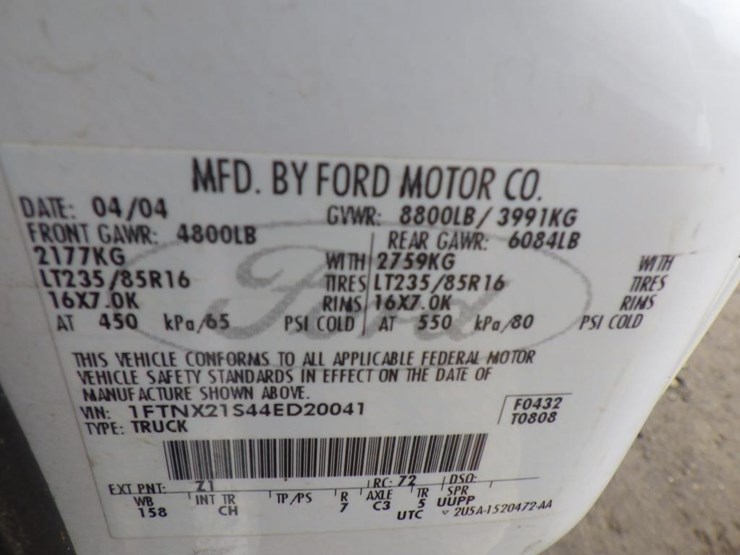 MFD. BY FORD MOTOR CO.
DATE: 04/04 GVWR: 8800LB/ 3991KG
FRONT GAWR: 4800LB REAR GAWR: 6084LB
2177KG WITH 2759KG WITH
LT235/85R16 TIRES LT235/85R16 TIRES
16X7.0K RIMS 16X7.0K RIMS
AT 450 kPa/65 PSI COLD AT 550 kPa/80 PSI COLD
Ford
THIS VEHICLE CONFORMS TO ALL APPLICABLE FEDERAL MOTOR
VEHICLE SAFETY STANDARDS IN EFFECT ON THE DATE OF
MANUFACTURE SHOWN ABOVE.
VIN: 1FTNX21S44ED20041 F0432
TYPE: TRUCK T0808
EXT PNT: Z1 RC: 72 DSO:
WB INT TR TP/PS R AXLE TR SPR
158 CH 7 C3 5 UUPP
UTC 2U5A-1520472-AA